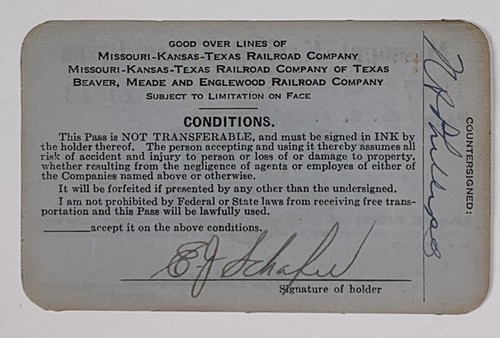 GOOD OVER LINES OF
MISSOURI-KANSAS-TEXAS RAILROAD COMPANY
MISSOURI-KANSAS-TEXAS RAILROAD COMPANY OF TEXAS
BEAVER, MEADE AND ENGLEWOOD RAILROAD COMPANY
SUBJECT TO LIMITATION ON FACE
CONDITIONS.
This Pass is NOT TRANSFERABLE, and must be signed in INK by
the holder thereof. The person accepting and using it thereby assumes all
risk of accident and injury to person or loss of or damage to property,
whether resulting from the negligence of agents or employes of either of
the Companies named above or otherwise.
It will be forfeited if presented by any other than the undersigned.
I am not prohibited by Federal or State laws from receiving free trans-
portation and this Pass will be lawfully used.
______accept it on the above conditions.
E J Schafer
Signature of holder
COUNTERSIGNED: